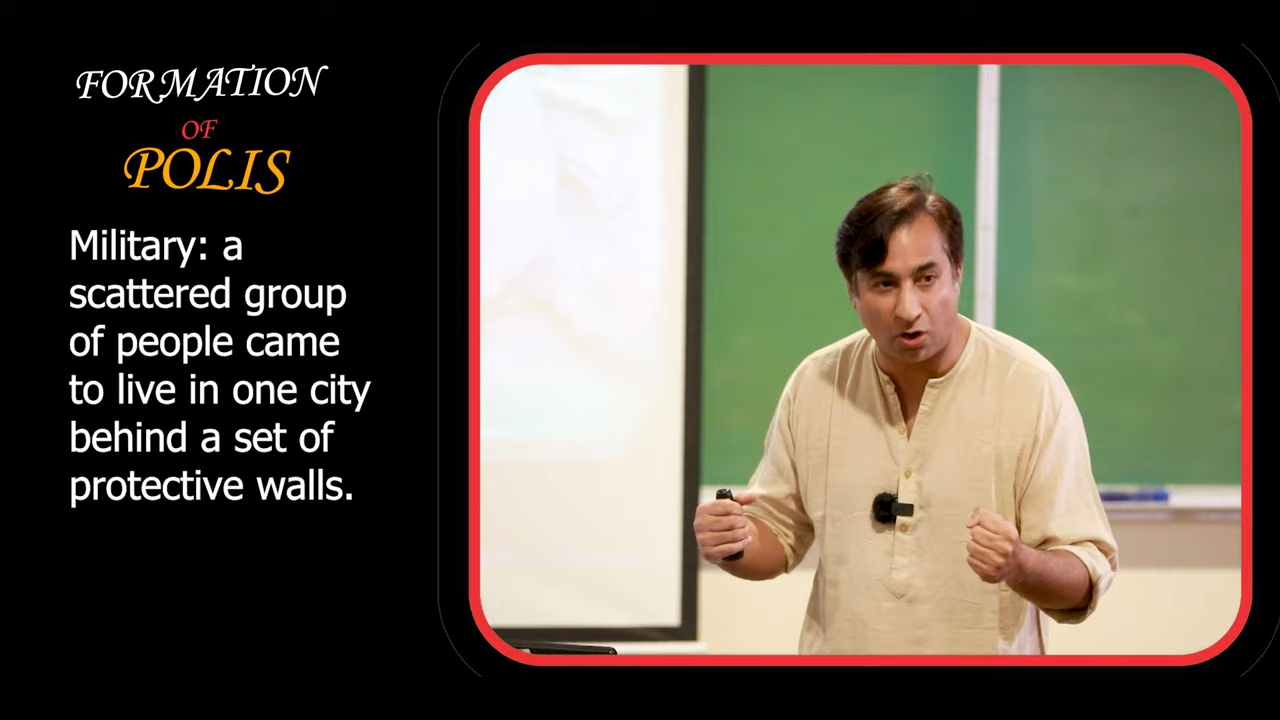 FORMATION
OF
POLIS
Military: a
scattered group
of people came
to live in one city
behind a set of
protective walls.